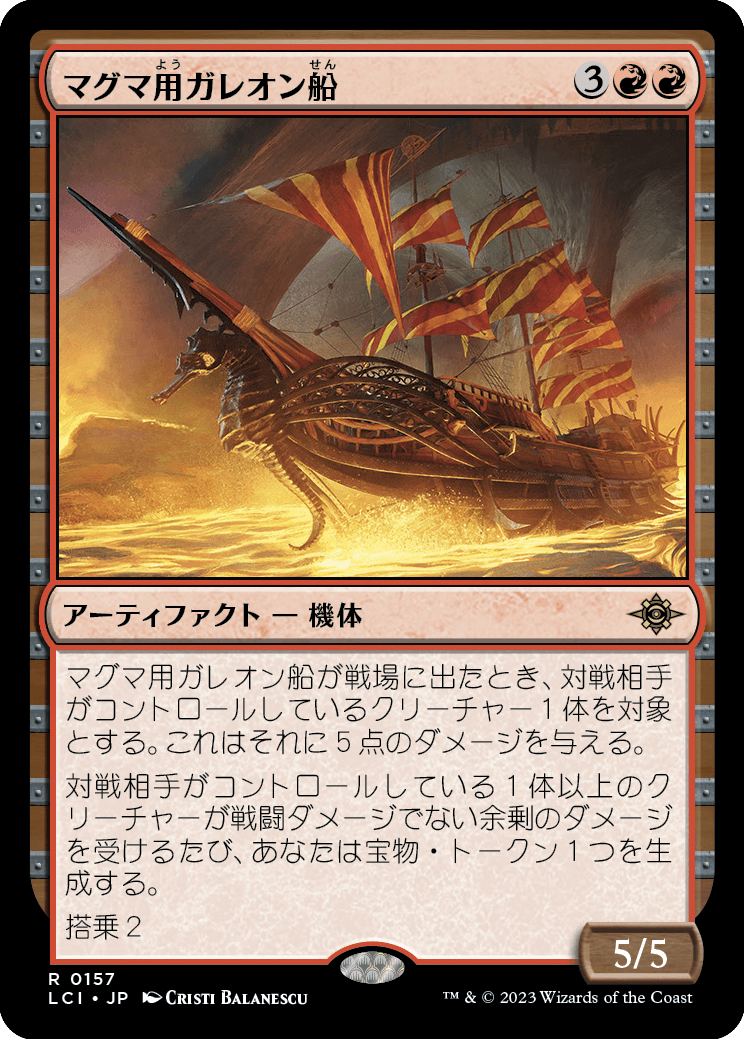 マグマ用ガレオン船
よう
せん
3
アーティファクト — 機体
マグマ用ガレオン船が戦場に出たとき、対戦相手
がコントロールしているクリーチャー１体を対象
とする。これはそれに５点のダメージを与える。
対戦相手がコントロールしている１体以上のク
リーチャーが戦闘ダメージでない余剰のダメージ
を受けるたび、あなたは宝物・トークン１つを生
成する。
搭乗２
5/5
R 0157
LCI • JP Cristi Balanescu
™ & © 2023 Wizards of the Coast